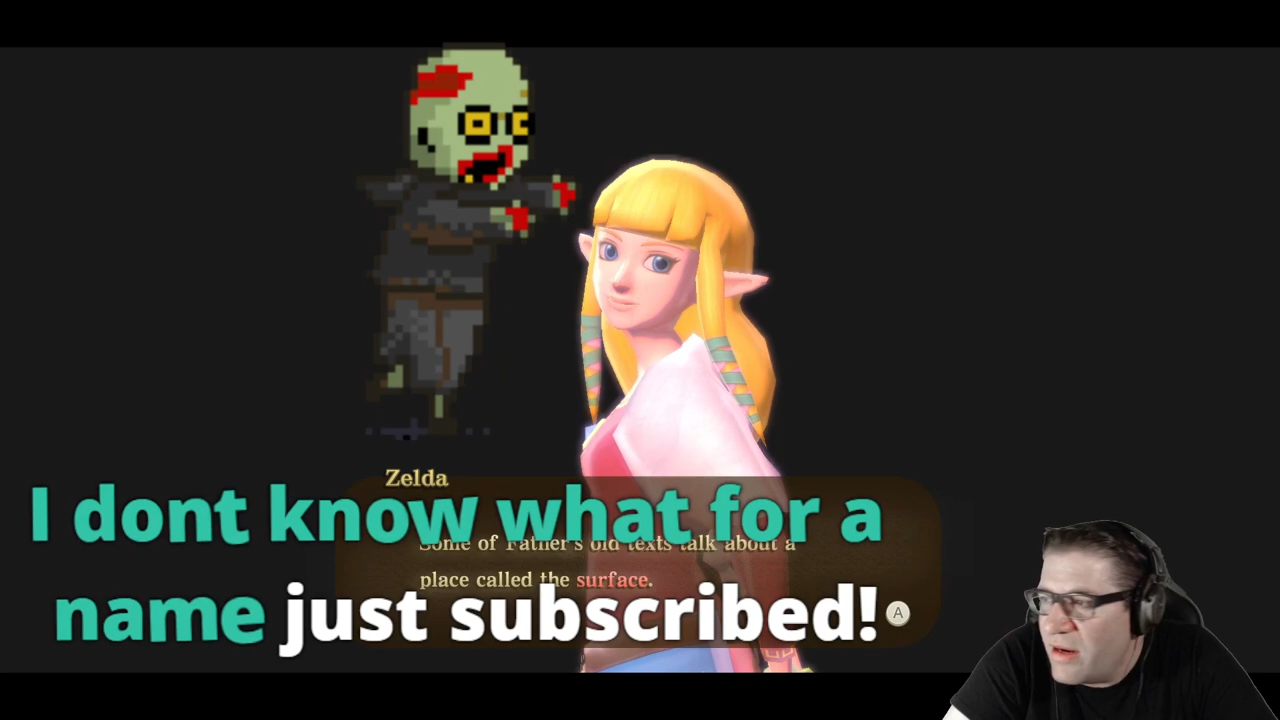 Zelda
I dont know what for a
Some of Father's old texts talk about a
place called the surface.
name just subscribed!
A